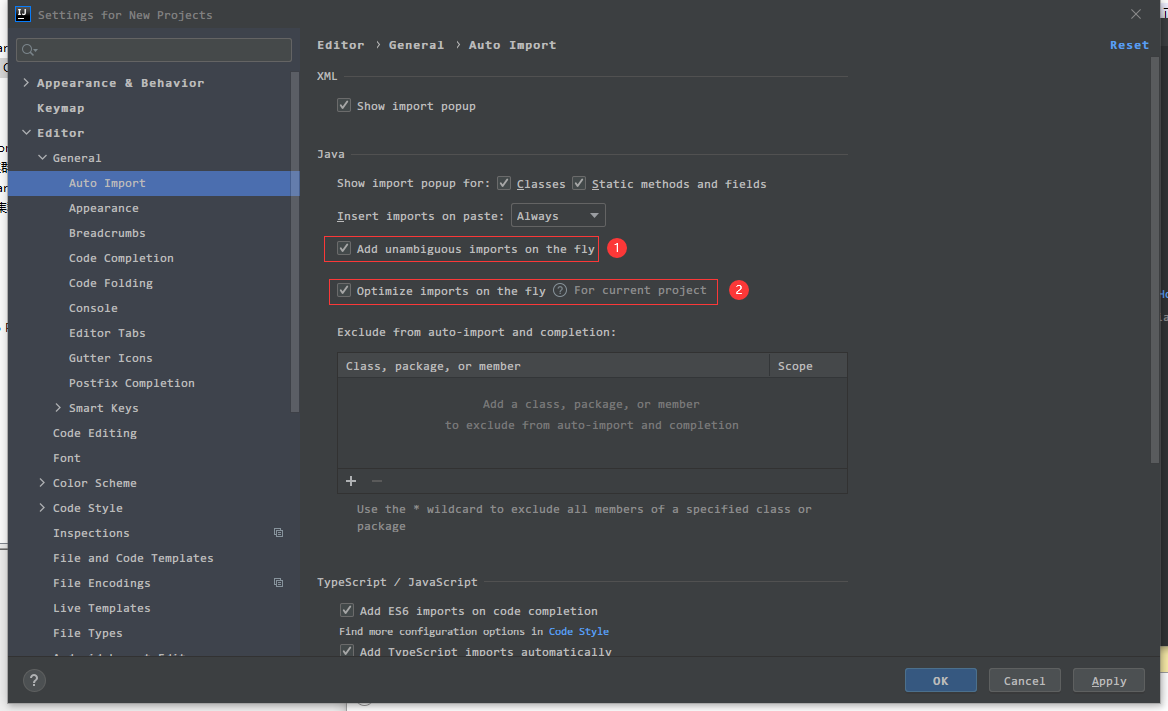 Settings for New Projects
Editor › General › Auto Import
Reset
Appearance & Behavior
Keymap
Editor
General
Auto Import
Appearance
Breadcrumbs
Code Completion
Code Folding
Console
Editor Tabs
Gutter Icons
Postfix Completion
Smart Keys
Code Editing
Font
Color Scheme
Code Style
Inspections
File and Code Templates
File Encodings
Live Templates
File Types
XML
Show import popup
Java
Show import popup for: Classes Static methods and fields
Insert imports on paste: Always
Add unambiguous imports on the fly 1
Optimize imports on the fly ? For current project 2
Exclude from auto-import and completion:
Class, package, or member Scope
Add a class, package, or member
to exclude from auto-import and completion
Use the * wildcard to exclude all members of a specified class or
package
TypeScript / JavaScript
Add ES6 imports on code completion
Find more configuration options in Code Style
Add TypeScript imports automatically
? OK Cancel Apply